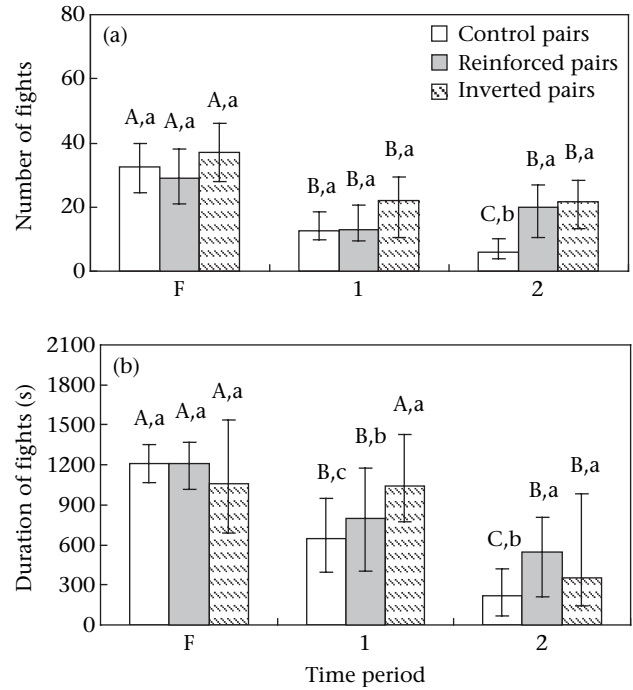 (a)
Control pairs
Reinforced pairs
Inverted pairs
Number of fights
80
60
40
20
0
A,a A,a A,a
B,a B,a B,a
C,b B,a B,a
F 1 2
(b)
Duration of fights (s)
2100
1800
1500
1200
900
600
300
0
A,a A,a A,a
B,c B,b A,a
C,b B,a B,a
F 1 2
Time period